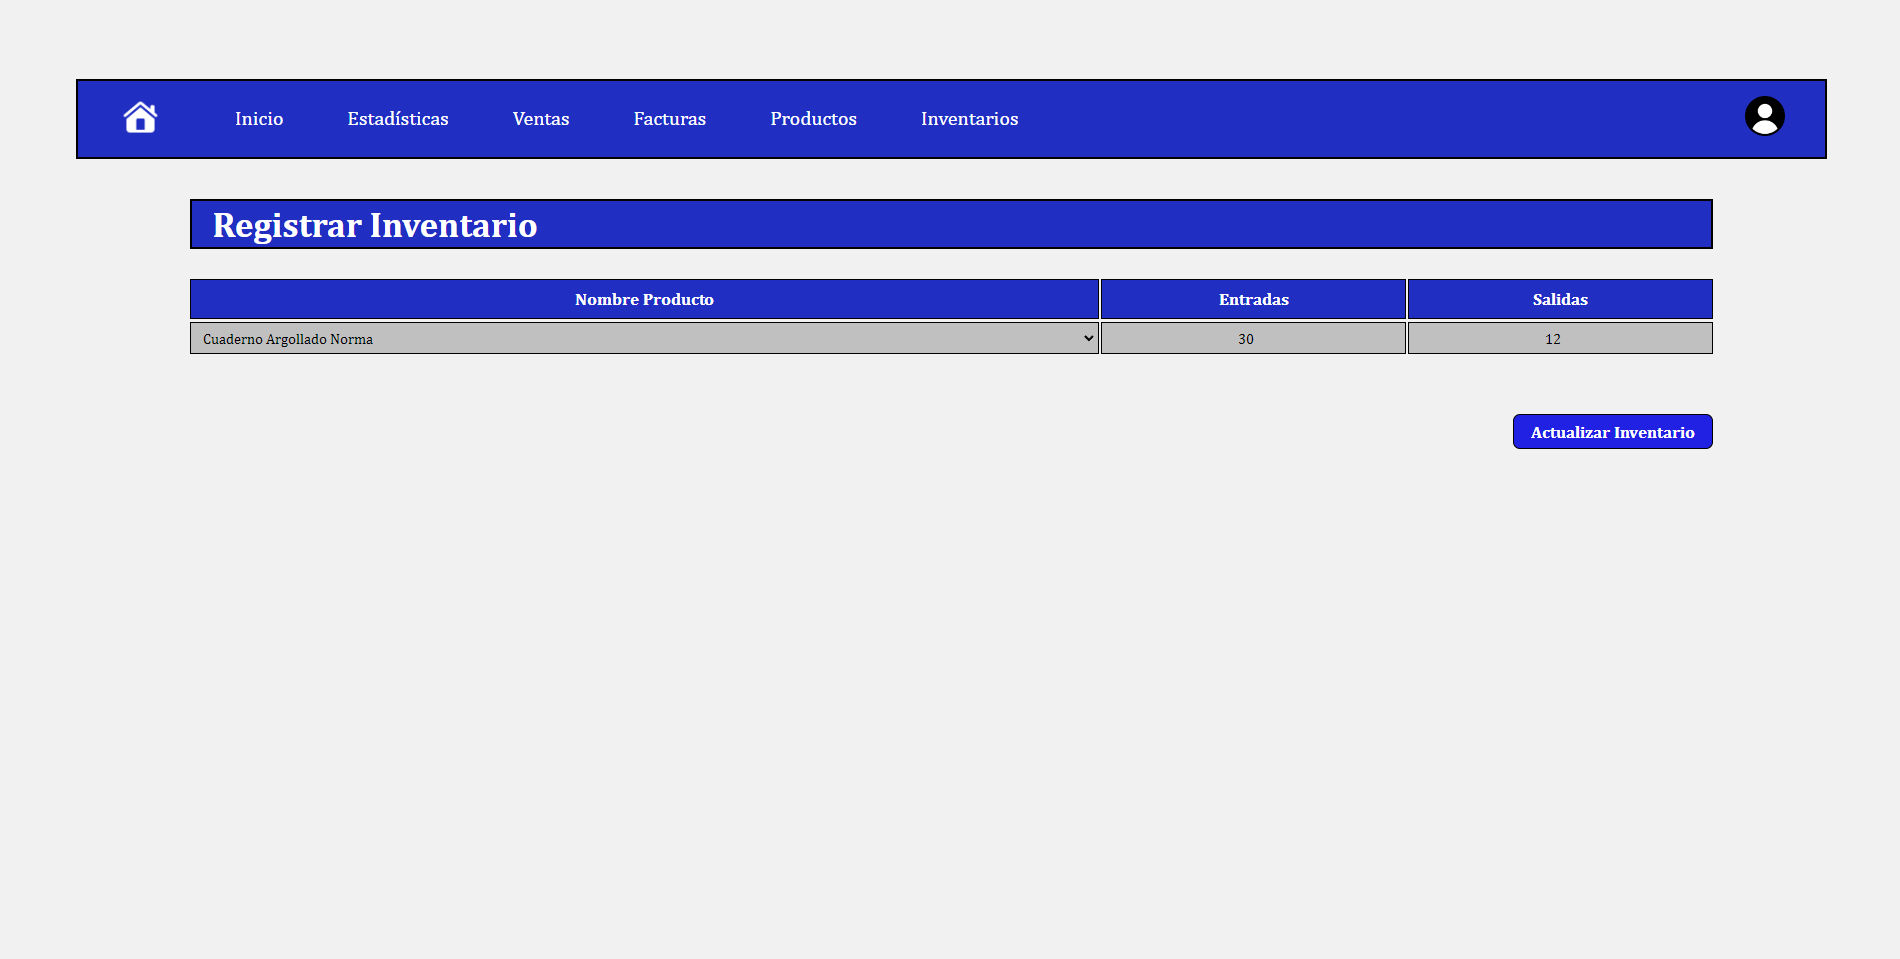 Inicio Estadísticas Ventas Facturas Productos Inventarios
Registrar Inventario
Nombre Producto Entradas Salidas
Cuaderno Argollado Norma 30 12
Actualizar Inventario